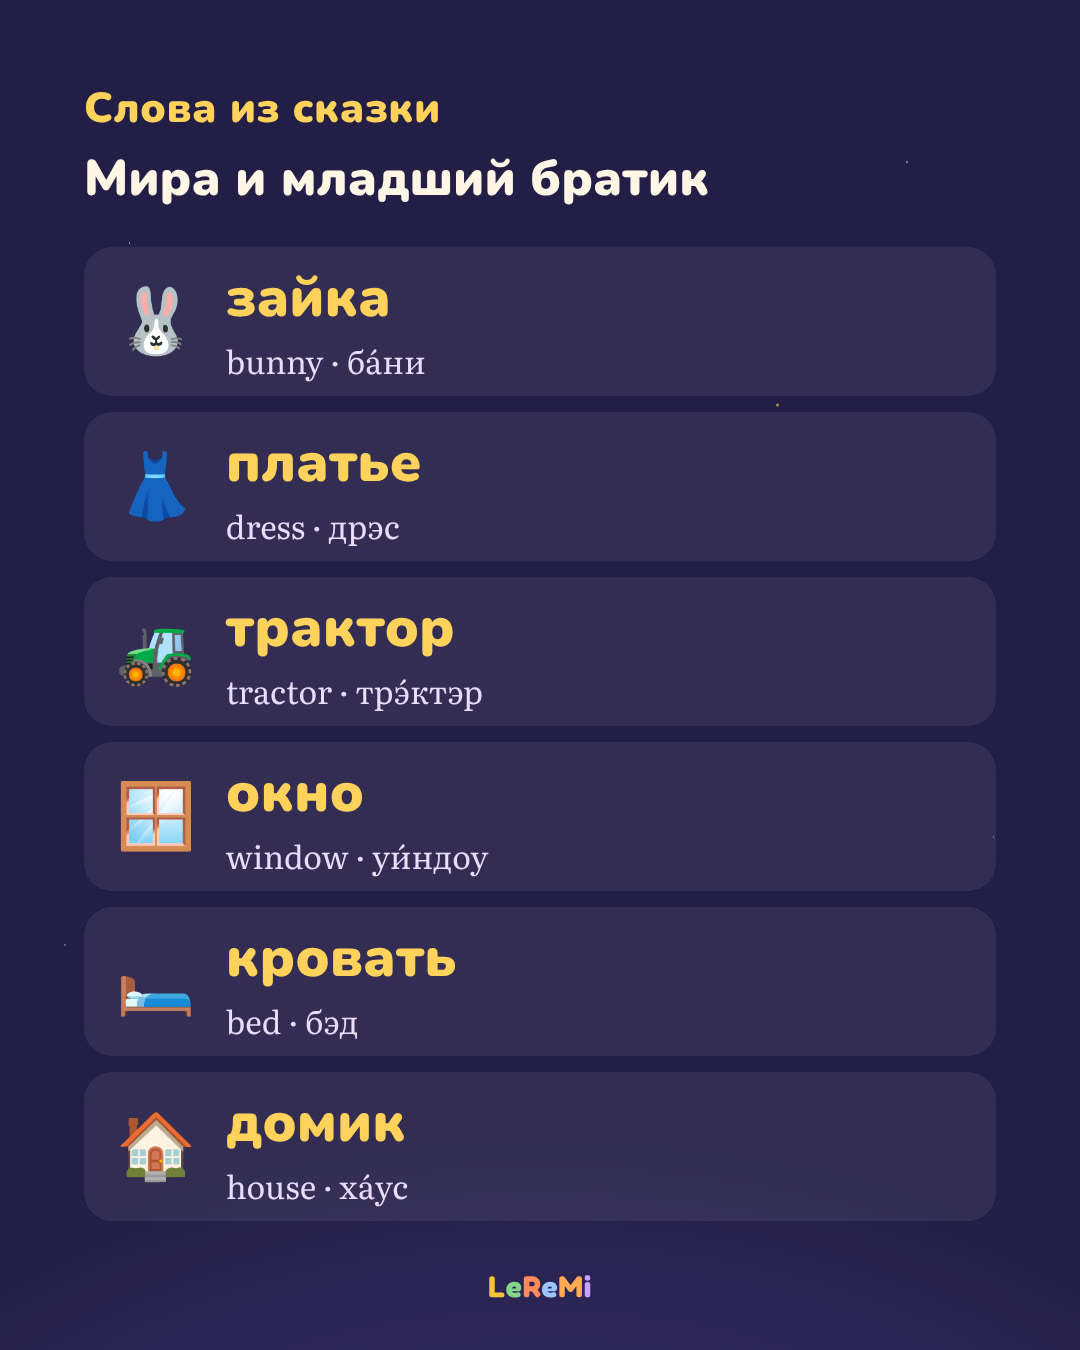 Слова из сказки
Мира и младший братик
зайка
bunny · ба́ни
платье
dress · дрэс
трактор
tractor · трэ́ктэр
окно
window · уи́ндоу
кровать
bed · бэд
домик
house · ха́ус
LeReMi